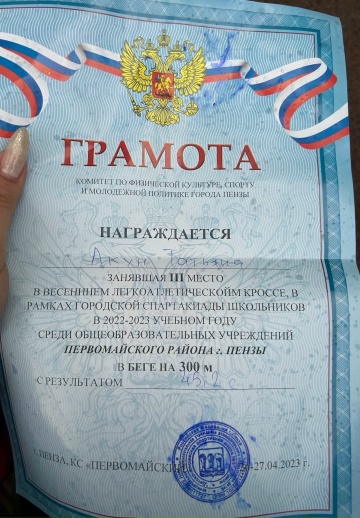 ГРАМОТА
КОМИТЕТ ПО ФИЗИЧЕСКОЙ КУЛЬТУРЕ, СПОРТУ
И МОЛОДЕЖНОЙ ПОЛИТИКЕ ГОРОДА ПЕНЗЫ
НАГРАЖДАЕТСЯ
Татьяна
ЗАНЯВШАЯ III МЕСТО
В ВЕСЕННЕМ ЛЕГКОАТЛЕТИЧЕСКОЙМ КРОССЕ, В
РАМКАХ ГОРОДСКОЙ СПАРТАКИАДЫ ШКОЛЬНИКОВ
В 2022-2023 УЧЕБНОМ ГОДУ
СРЕДИ ОБЩЕОБРАЗОВАТЕЛЬНЫХ УЧРЕЖДЕНИЙ
ПЕРВОМАЙСКОГО РАЙОНА г. ПЕНЗЫ
В БЕГЕ НА 300 м
С РЕЗУЛЬТАТОМ
г. ПЕНЗА, КС «ПЕРВОМАЙСКИЙ -27.04.2023 г.